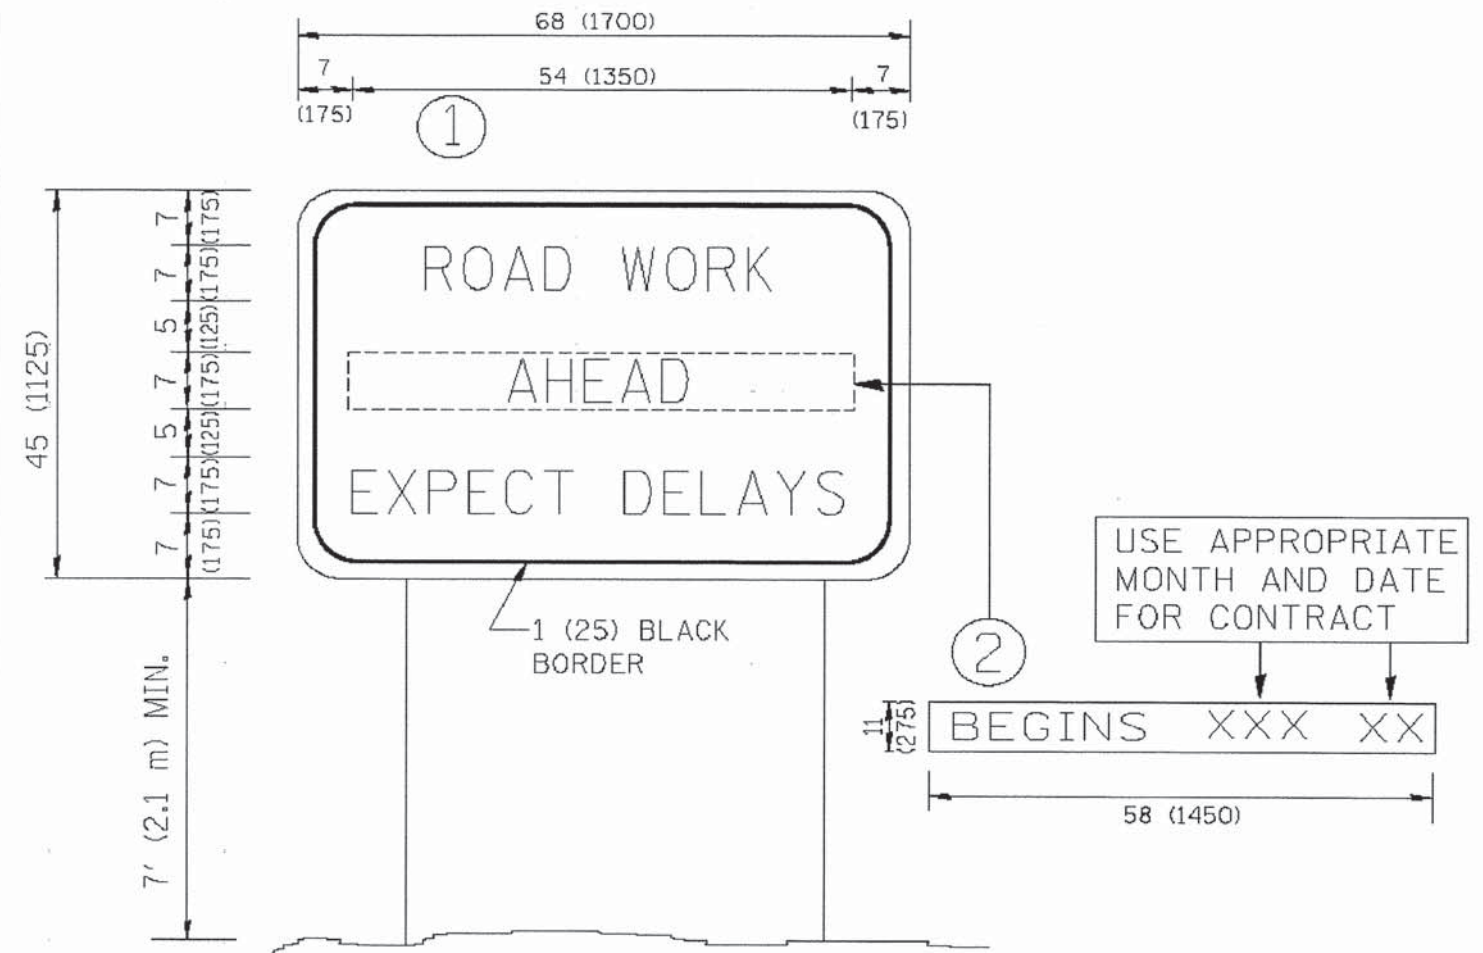 68 (1700)
7
54 (1350)
7
(175)
(175)
1
45 (1125)
7
(175)
7
(175)
5
(125)
7
(175)
5
(125)
7
(175)
7
(175)
ROAD WORK
AHEAD
EXPECT DELAYS
1 (25) BLACK
BORDER
7' (2.1 m) MIN.
2
USE APPROPRIATE
MONTH AND DATE
FOR CONTRACT
11
(275)
BEGINS XXX XX
58 (1450)